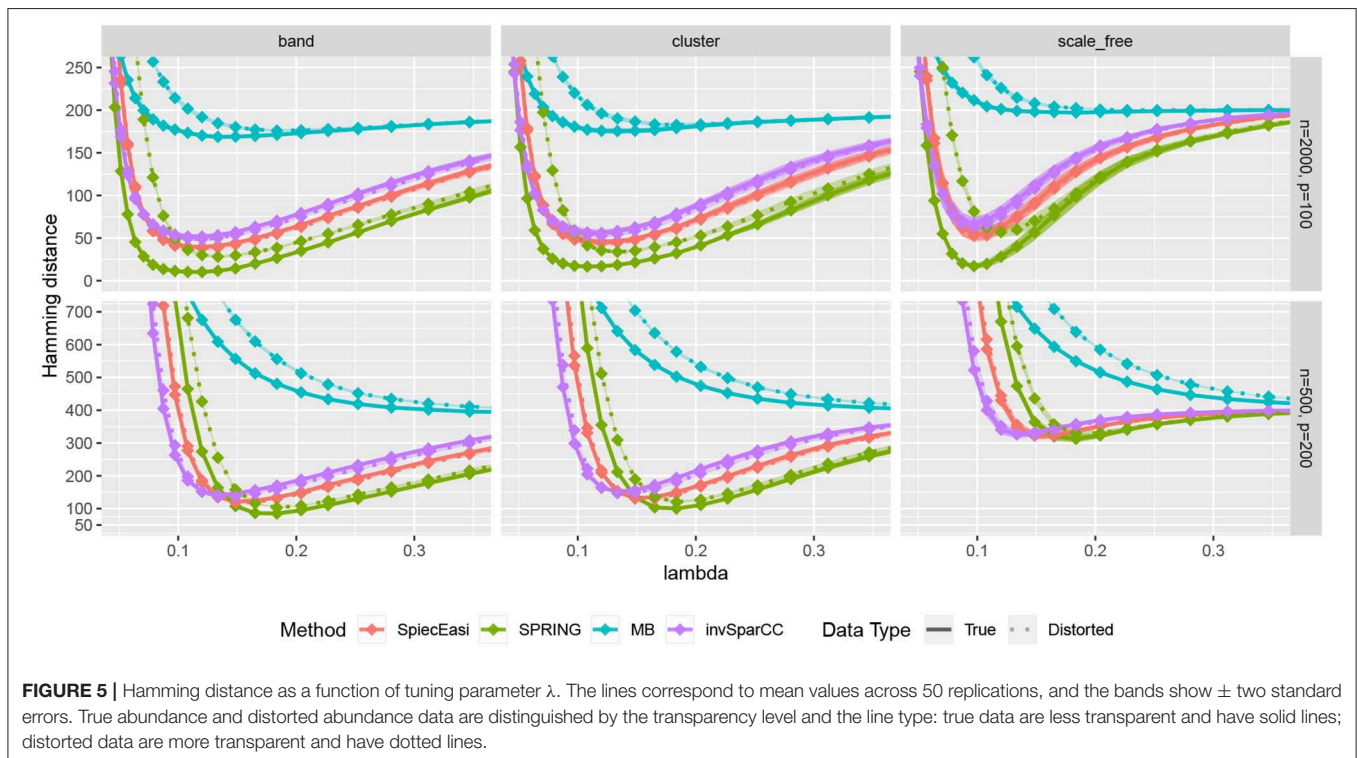 band
cluster
scale_free
Hamming distance
250
200
150
100
50
0
n=2000, p=100
700
600
500
400
300
200
100
50
n=500, p=200
0.1
0.2
0.3
0.1
0.2
0.3
0.1
0.2
0.3
lambda
Method SpiecEasi SPRING MB invSparCC Data Type True Distorted
FIGURE 5 | Hamming distance as a function of tuning parameter λ. The lines correspond to mean values across 50 replications, and the bands show ± two standard
errors. True abundance and distorted abundance data are distinguished by the transparency level and the line type: true data are less transparent and have solid lines;
distorted data are more transparent and have dotted lines.